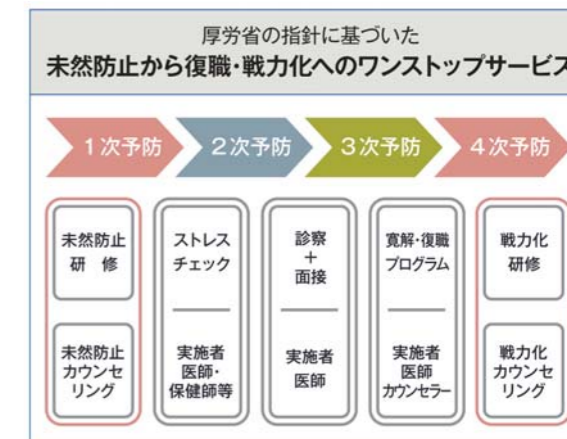 厚労省の指針に基づいた
未然防止から復職・戦力化へのワンストップサービス
1次予防
2次予防
3次予防
4次予防
未然防止
研 修
未然防止
カウンセ
リング
ストレス
チェック
実施者
医師・
保健師等
診察
+
面接
実施者
医師
寛解・復職
プログラム
実施者
医師
カウンセラー
戦力化
研修
戦力化
カウンセ
リング